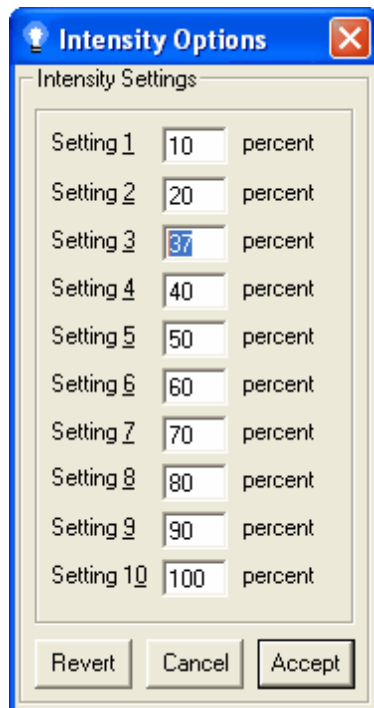 Intensity Options
Intensity Settings
Setting 1 10 percent
Setting 2 20 percent
Setting 3 37 percent
Setting 4 40 percent
Setting 5 50 percent
Setting 6 60 percent
Setting 7 70 percent
Setting 8 80 percent
Setting 9 90 percent
Setting 10 100 percent
Revert Cancel Accept